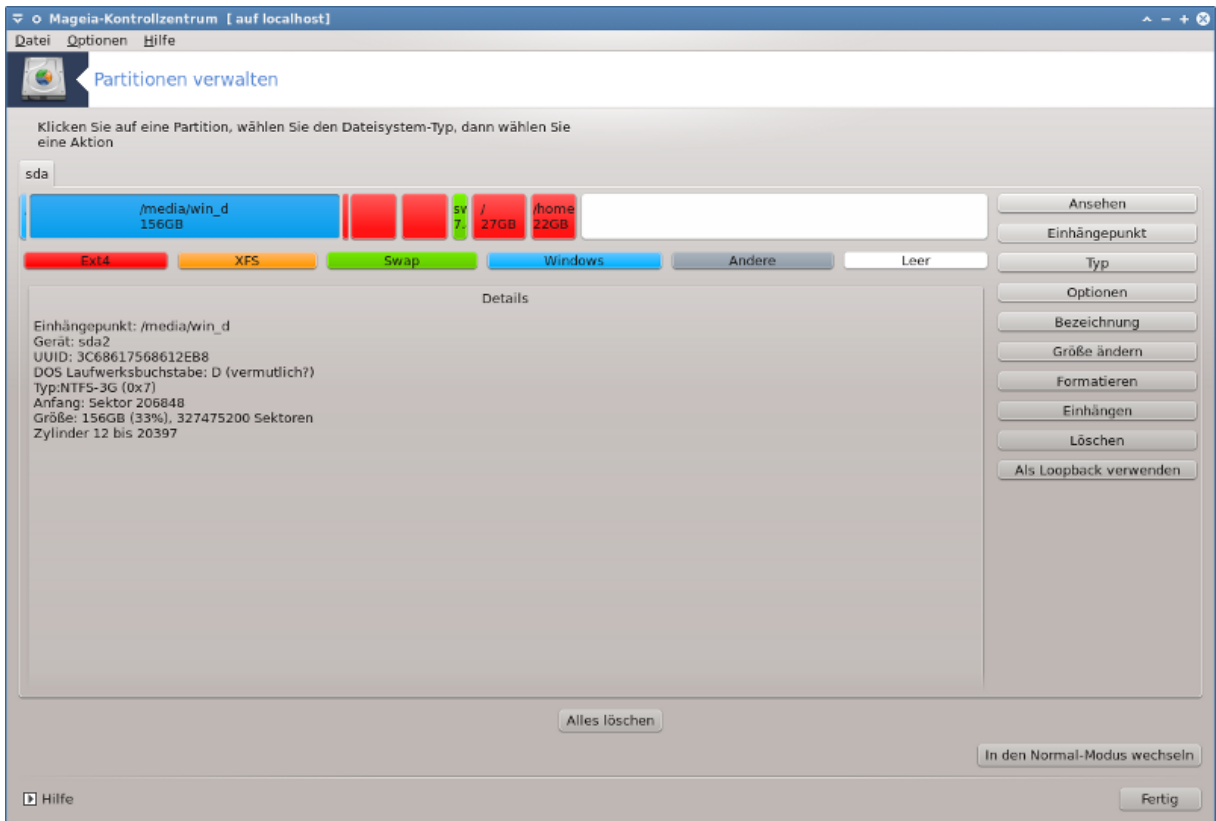 Mageia-Kontrollzentrum [ auf localhost]
Datei Optionen Hilfe
Partitionen verwalten
Klicken Sie auf eine Partition, wählen Sie den Dateisystem-Typ, dann wählen Sie
eine Aktion
sda
/media/win_d
156GB
sv
7.
/
27GB
/home
22GB
Ext4 XFS Swap Windows Andere Leer
Details
Einhängepunkt: /media/win_d
Gerät: sda2
UUID: 3C68617568612EB8
DOS Laufwerksbuchstabe: D (vermutlich?)
Typ:NTFS-3G (0x7)
Anfang: Sektor 206848
Größe: 156GB (33%), 327475200 Sektoren
Zylinder 12 bis 20397
Ansehen
Einhängepunkt
Typ
Optionen
Bezeichnung
Größe ändern
Formatieren
Einhängen
Löschen
Als Loopback verwenden
Alles löschen
In den Normal-Modus wechseln
Hilfe
Fertig